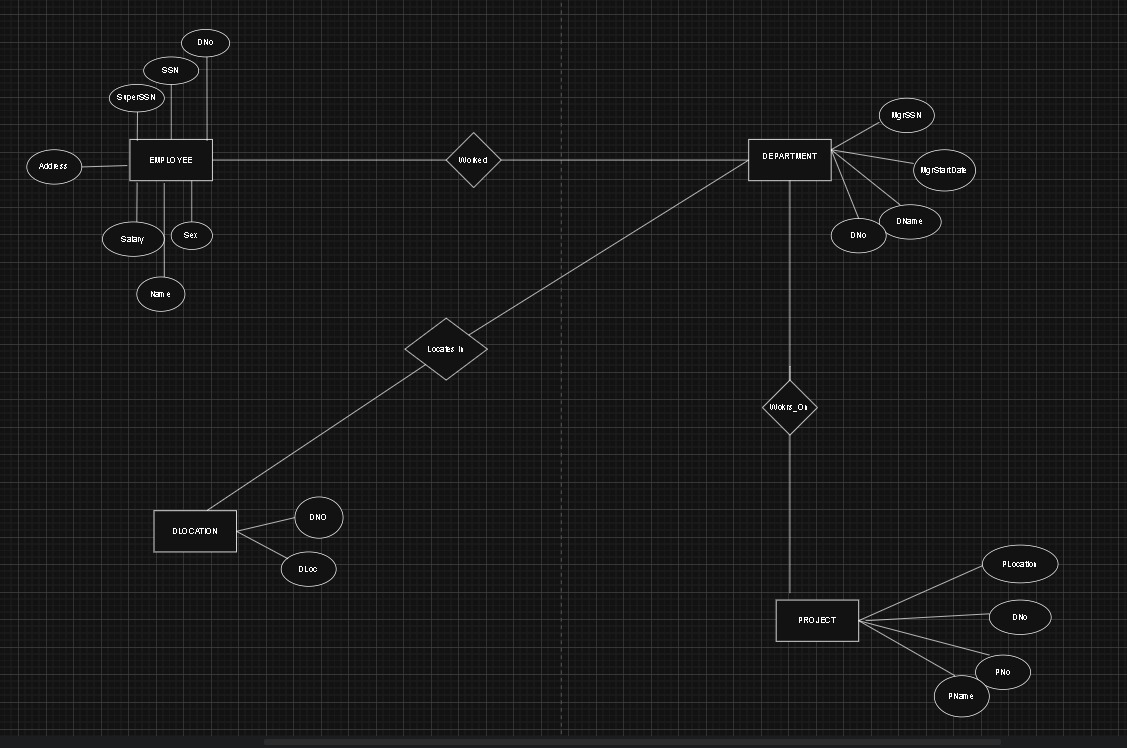 DNo
SSN
SuperSSN
Address
EMPLOYEE
Salary
Sex
Name
Worked
DEPARTMENT
MgrSSN
MgrStartDate
DName
DNo
Locates In
Wokrs_On
DLOCATION
DNO
DLoc
PROJECT
PLocation
DNo
PNo
PName